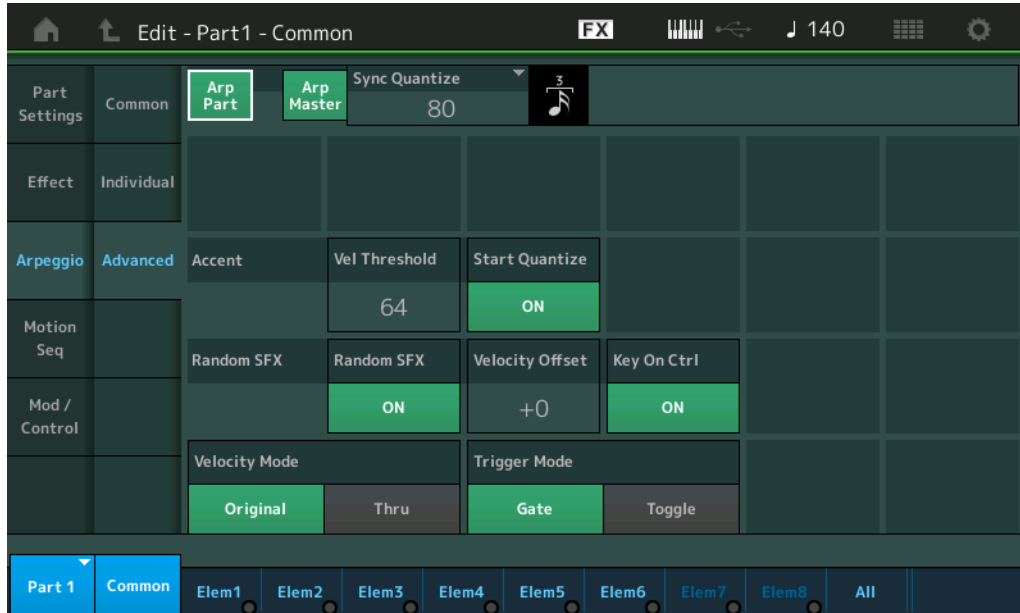 Edit - Part1 - Common
FX
♩ 140
Part
Settings
Common
Arp
Part
Arp
Master
Sync Quantize
80
3
Effect
Individual
Arpeggio
Advanced
Accent
Vel Threshold
64
Start Quantize
ON
Motion
Seq
Random SFX
Random SFX
ON
Velocity Offset
+0
Key On Ctrl
ON
Mod /
Control
Velocity Mode
Original
Thru
Trigger Mode
Gate
Toggle
Part 1
Common
Elem1
Elem2
Elem3
Elem4
Elem5
Elem6
Elem7
Elem8
All